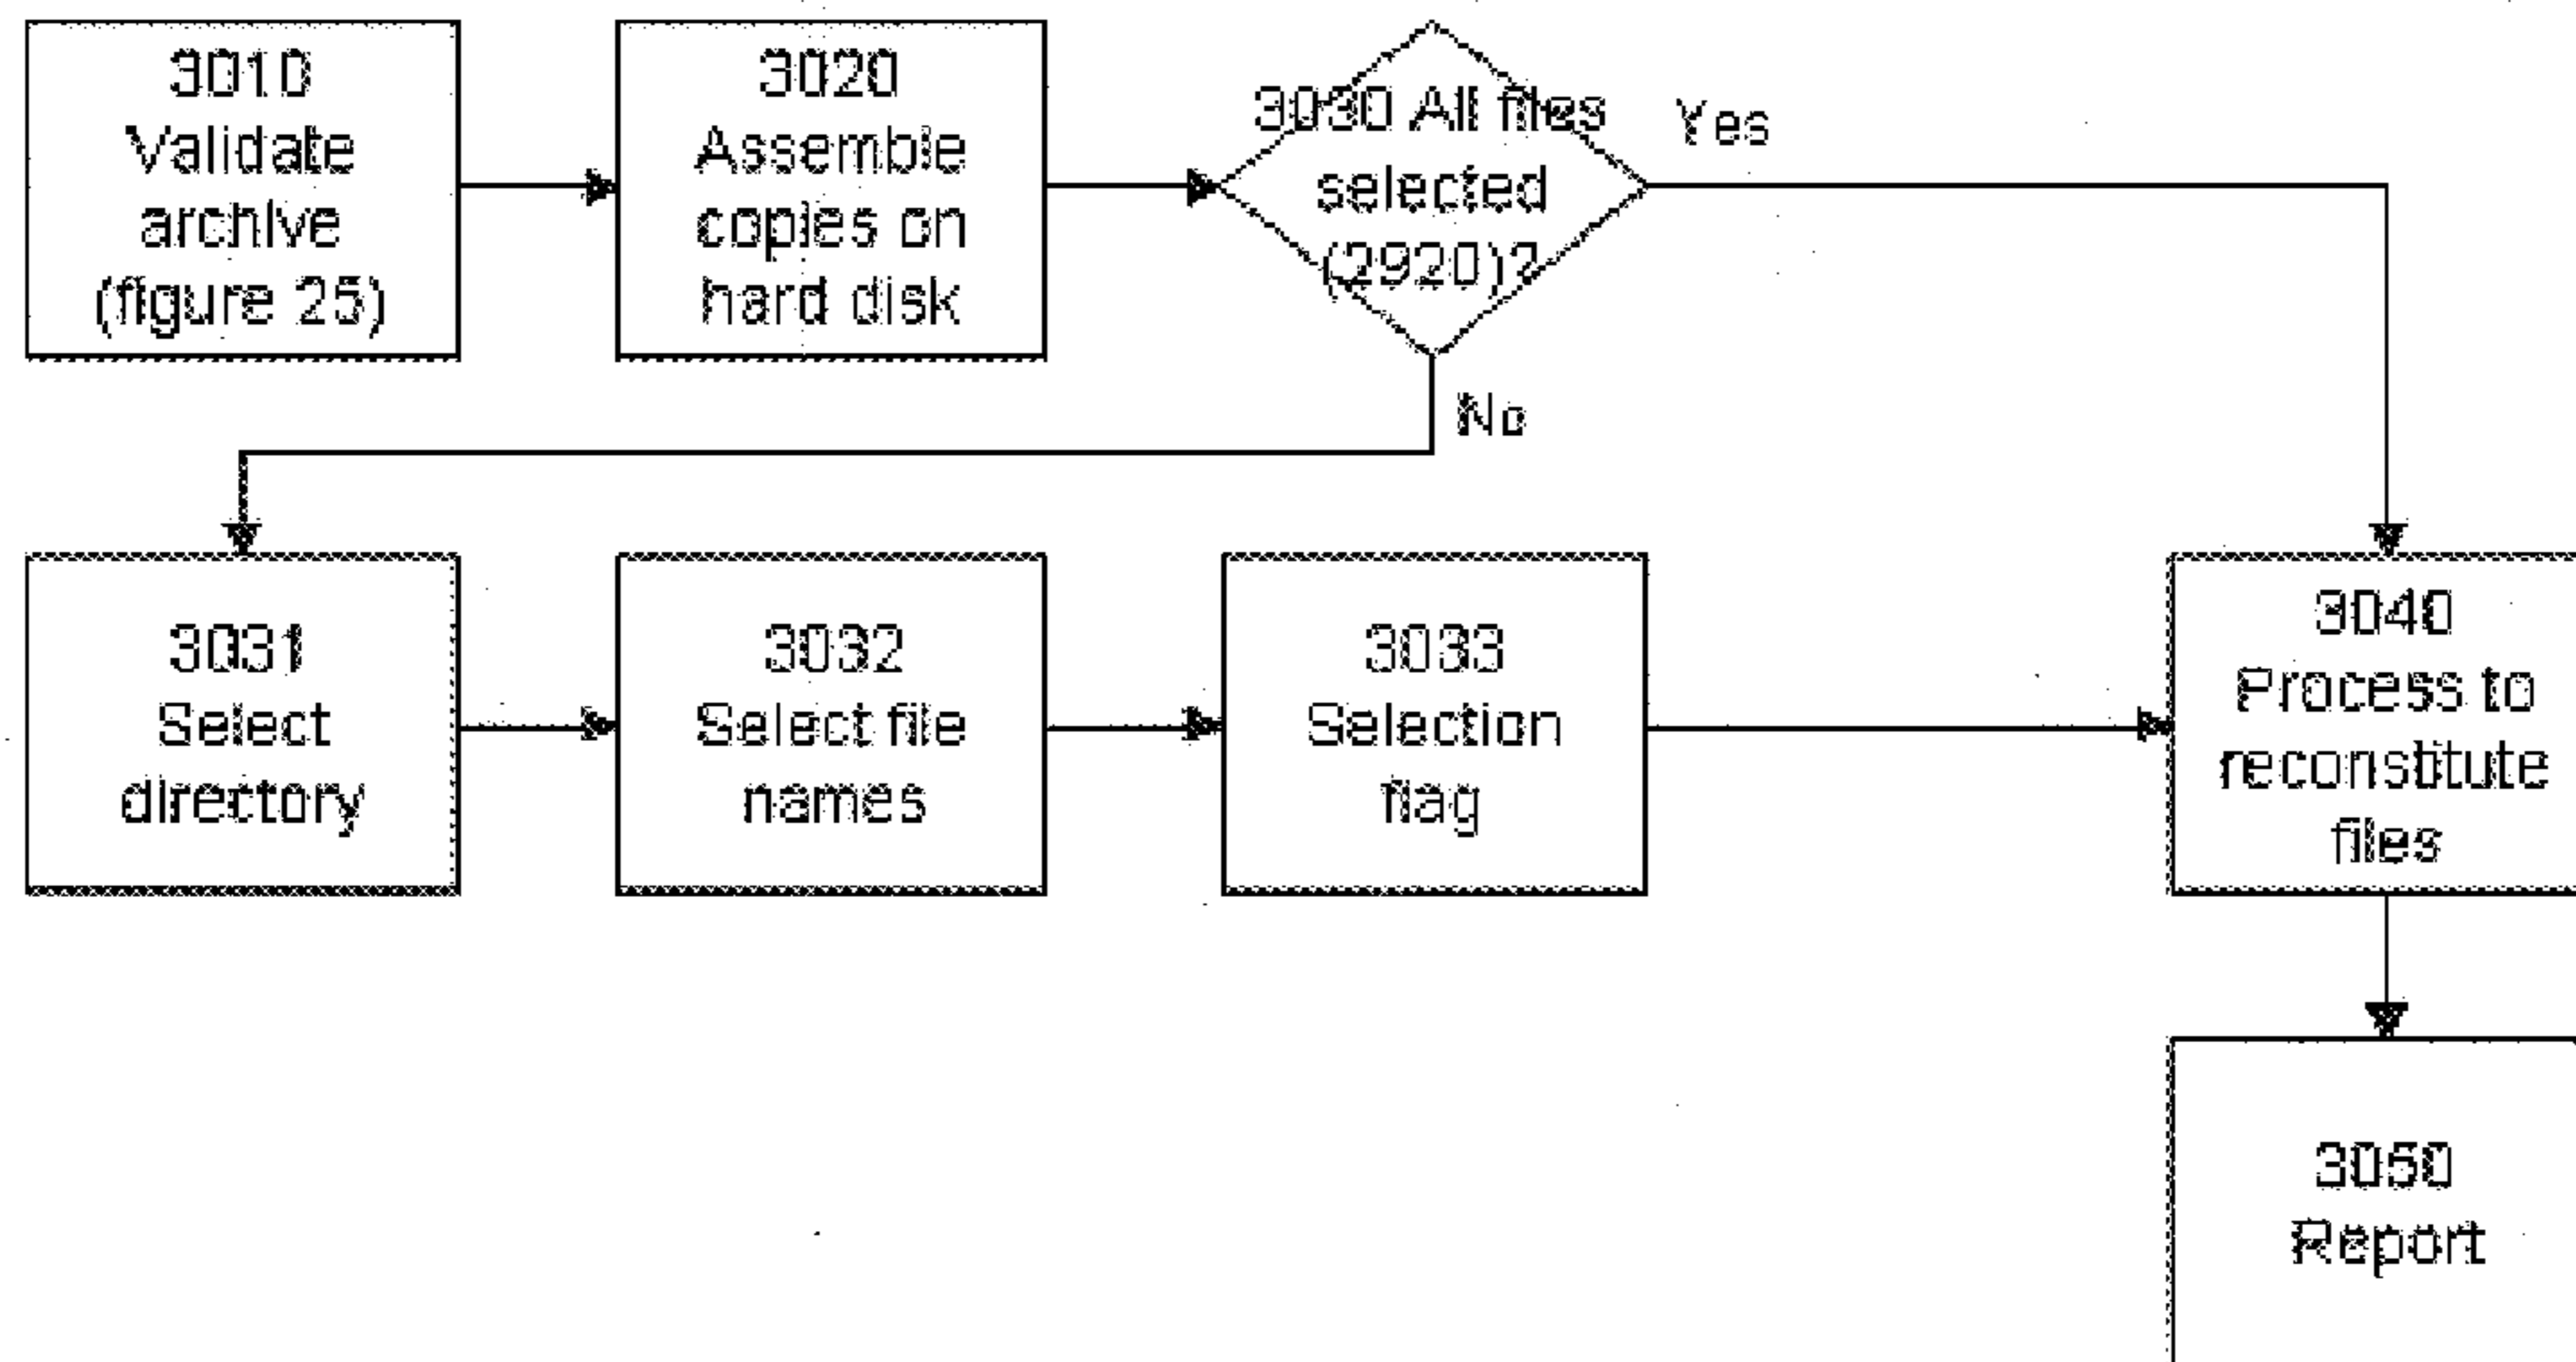 3010
Validate
archive
(figure 25)
3020
Assemble
copies on
hard disk
3030 All files
selected
(2920)?
Yes
No
3031
Select
directory
3032
Select file
names
3033
Selection
flag
3040
Process to
reconstitute
files
3050
Report